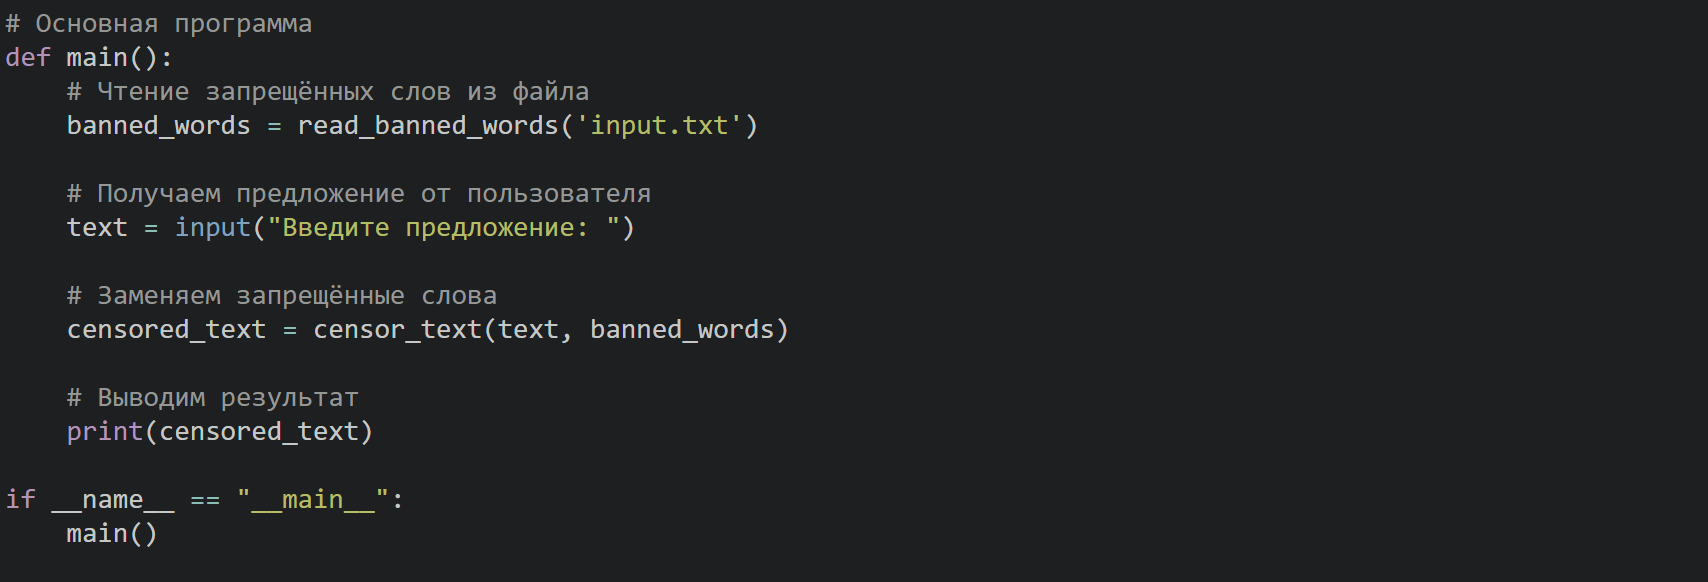 # Основная программа
def main():
    # Чтение запрещённых слов из файла
    banned_words = read_banned_words('input.txt')
    # Получаем предложение от пользователя
    text = input("Введите предложение: ")
    # Заменяем запрещённые слова
    censored_text = censor_text(text, banned_words)
    # Выводим результат
    print(censored_text)
if __name__ == "__main__":
    main()